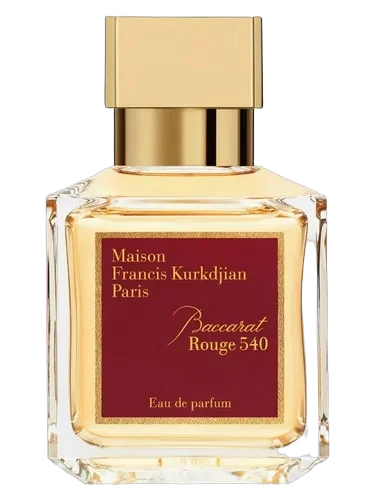 Maison
Francis Kurkdjian
Paris
Baccarat
Rouge 540
Eau de parfum